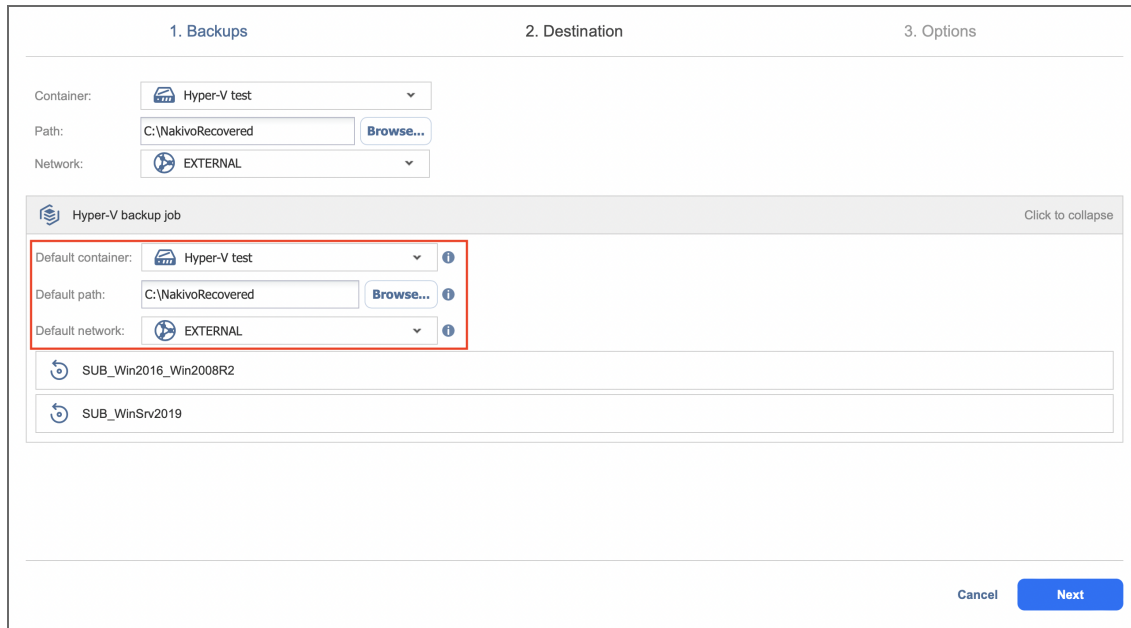 1. Backups 2. Destination 3. Options
Container: Hyper-V test
Path: C:\NakivoRecovered Browse...
Network: EXTERNAL
Hyper-V backup job Click to collapse
Default container: Hyper-V test
Default path: C:\NakivoRecovered Browse...
Default network: EXTERNAL
SUB_Win2016_Win2008R2
SUB_WinSrv2019
Cancel Next